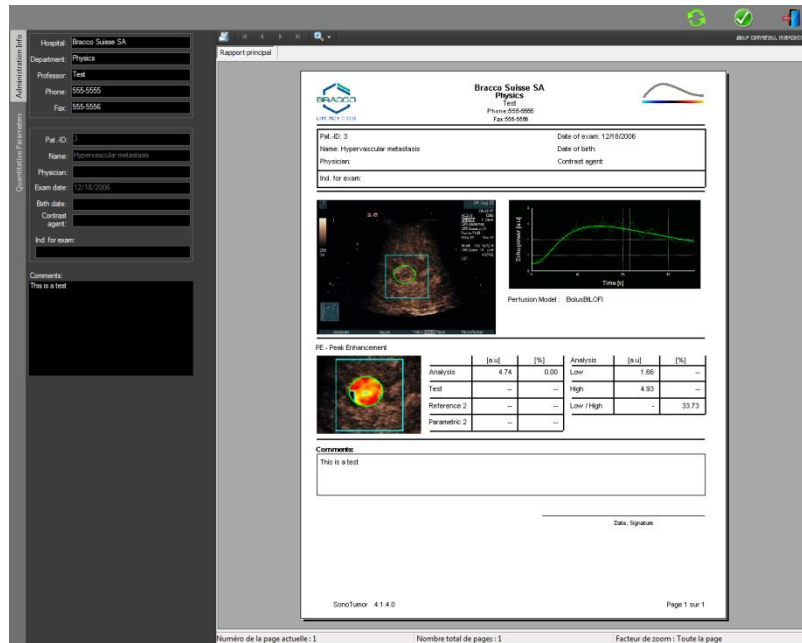 Administration Info
Quantitative Parameters
Hospital: Bracco Suisse SA
Department: Physics
Professor: Test
Phone: 555-5555
Fax: 555-5556
Pat.-ID: 3
Name: Hypervascular metastasis
Physician:
Exam date: 12/18/2006
Birth date:
Contrast agent:
Ind. for exam:
Comments:
This is a test
Rapport principal
BRACCO
LIFE FROM INSIDE
Bracco Suisse SA
Physics
Test
Phone:555-5555
Fax:555-5556
Pat.-ID: 3
Date of exam: 12/18/2006
Name: Hypervascular metastasis
Date of birth:
Physician:
Contrast agent:
Ind. for exam:
Echo power [a.u]
Time [s]
Perfusion Model : BolusBILOFI
PE - Peak Enhancement
[a.u] [%] Analysis [a.u] [%]
Analysis 4.74 0.00 Low 1.66 --
Test -- -- High 4.93 --
Reference 2 -- -- Low / High - 33.73
Parametric 2 -- --
Comments:
This is a test
Date, Signature
SonoTumor 4.1.4.0
Page 1 sur 1
Numéro de la page actuelle : 1
Nombre total de pages : 1
Facteur de zoom : Toute la page